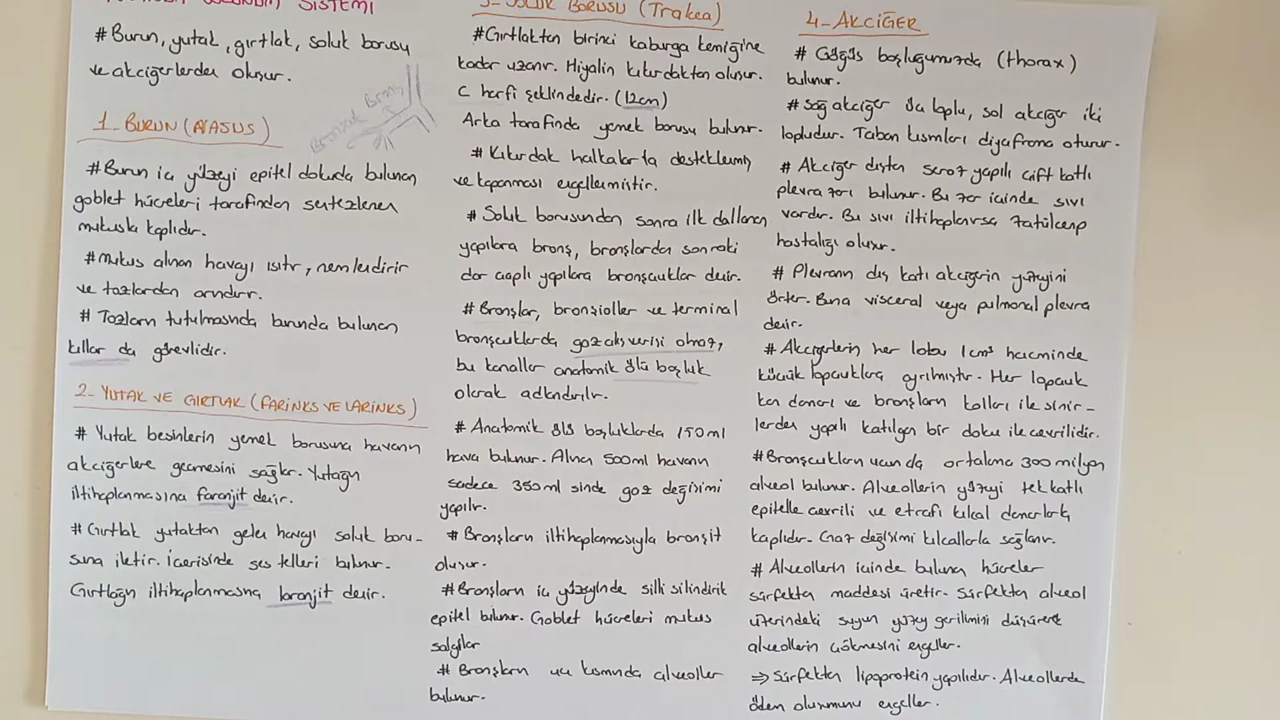 SİSTEMİ
# Burun, yutak, gırtlak, soluk borusu
ve akciğerlerden oluşur.
Bronş
1- BURUN (NASUS)
# Burun iç yüzeyi epitel dokuda bulunan
goblet hücreleri tarafından sentezlenen
mukusla kaplıdır.
# Mukus alınan havayı ısıtır, nemlendirir
ve tozlardan arındırır.
# Tozların tutulmasında burunda bulunan
kıllar da görevlidir.
2- YUTAK VE GIRTLAK (FARİNKS VE LARİNKS)
# Yutak besinlerin yemek borusuna havanın
akciğerlere geçmesini sağlar. Yutağın
iltihaplanmasına faranjit denir.
# Gırtlak yutaktan gelen havayı soluk boru-
suna iletir. İçerisinde ses telleri bulunur.
Gırtlağın iltihaplanmasına laranjit denir.
3- SOLUK BORUSU (Trakea)
# Gırtlaktan birinci kaburga kemiğine
kadar uzanır. Hiyalin kıkırdaktan oluşur.
C harfi şeklindedir. (12cm)
Arka tarafında yemek borusu bulunur.
# Kıkırdak halkalarla desteklenmiş
ve kapanması engellenmiştir.
# Soluk borusundan sonra ilk dallanan
yapılara bronş, bronşlardan sonraki
dar çaplı yapılara bronşçuklar denir.
# Bronşlar, bronşioller ve terminal
bronşçuklarda gaz alışverişi olmaz,
bu kanallar anatomik ölü boşluk
olarak adlandırılır.
# Anatomik ölü boşluklarda 150ml
hava bulunur. Alınan 500ml havanın
sadece 350ml sinde gaz değişimi
yapılır.
# Bronşların iltihaplanmasıyla bronşit
oluşur.
# Bronşların iç yüzeyinde silli silindirik
epitel bulunur. Goblet hücreleri mukus
salgılar
# Bronşların uç kısmında alveoller
bulunur.
4- AKCİĞER
# Göğüs boşluğumuzda (thorax)
bulunur.
# Sağ akciğer üç loplu, sol akciğer iki
lopludur. Taban kısımları diyaframa oturur.
# Akciğer dıştan seroz yapılı çift katlı
plevra zarı bulunur. Bu zar içinde sıvı
vardır. Bu sıvı iltihaplanırsa zatülcenp
hastalığı oluşur.
# Plevranın dış katı akciğerin yüzeyini
örter. Buna visceral veya pulmonal plevra
denir.
# Akciğerlerin her lobu 1cm³ hacminde
küçük lopçuklara ayrılmıştır. Her lopçuk
kan damarı ve bronşların kolları ile sinir-
lerden yapılı katılgan bir doku ile çevrilidir.
# Bronşçukların ucunda ortalama 300 milyon
alveol bulunur. Alveollerin yüzeyi tek katlı
epitelle çevrili ve etrafı kılcal damarlarla
kaplıdır. Gaz değişimi kılcallarla sağlanır.
# Alveollerin içinde bulunan hücreler
sürfektan maddesi üretir. Sürfektan alveol
üzerindeki suyun yüzey gerilimini düşürerek
alveollerin çökmesini engeller.
⇒ Sürfektan lipoprotein yapılıdır. Alveollerde
ödem oluşumunu engeller.